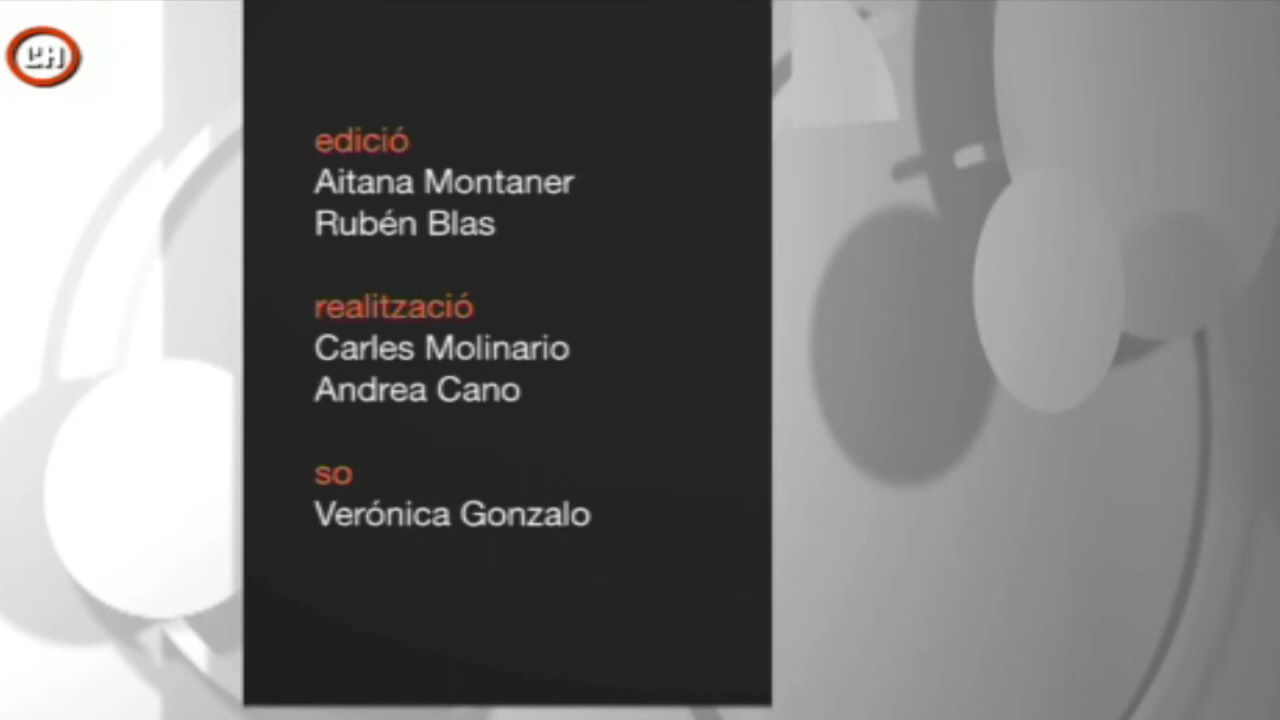 L'H
edició
Aitana Montaner
Rubén Blas
realització
Carles Molinario
Andrea Cano
so
Verónica Gonzalo